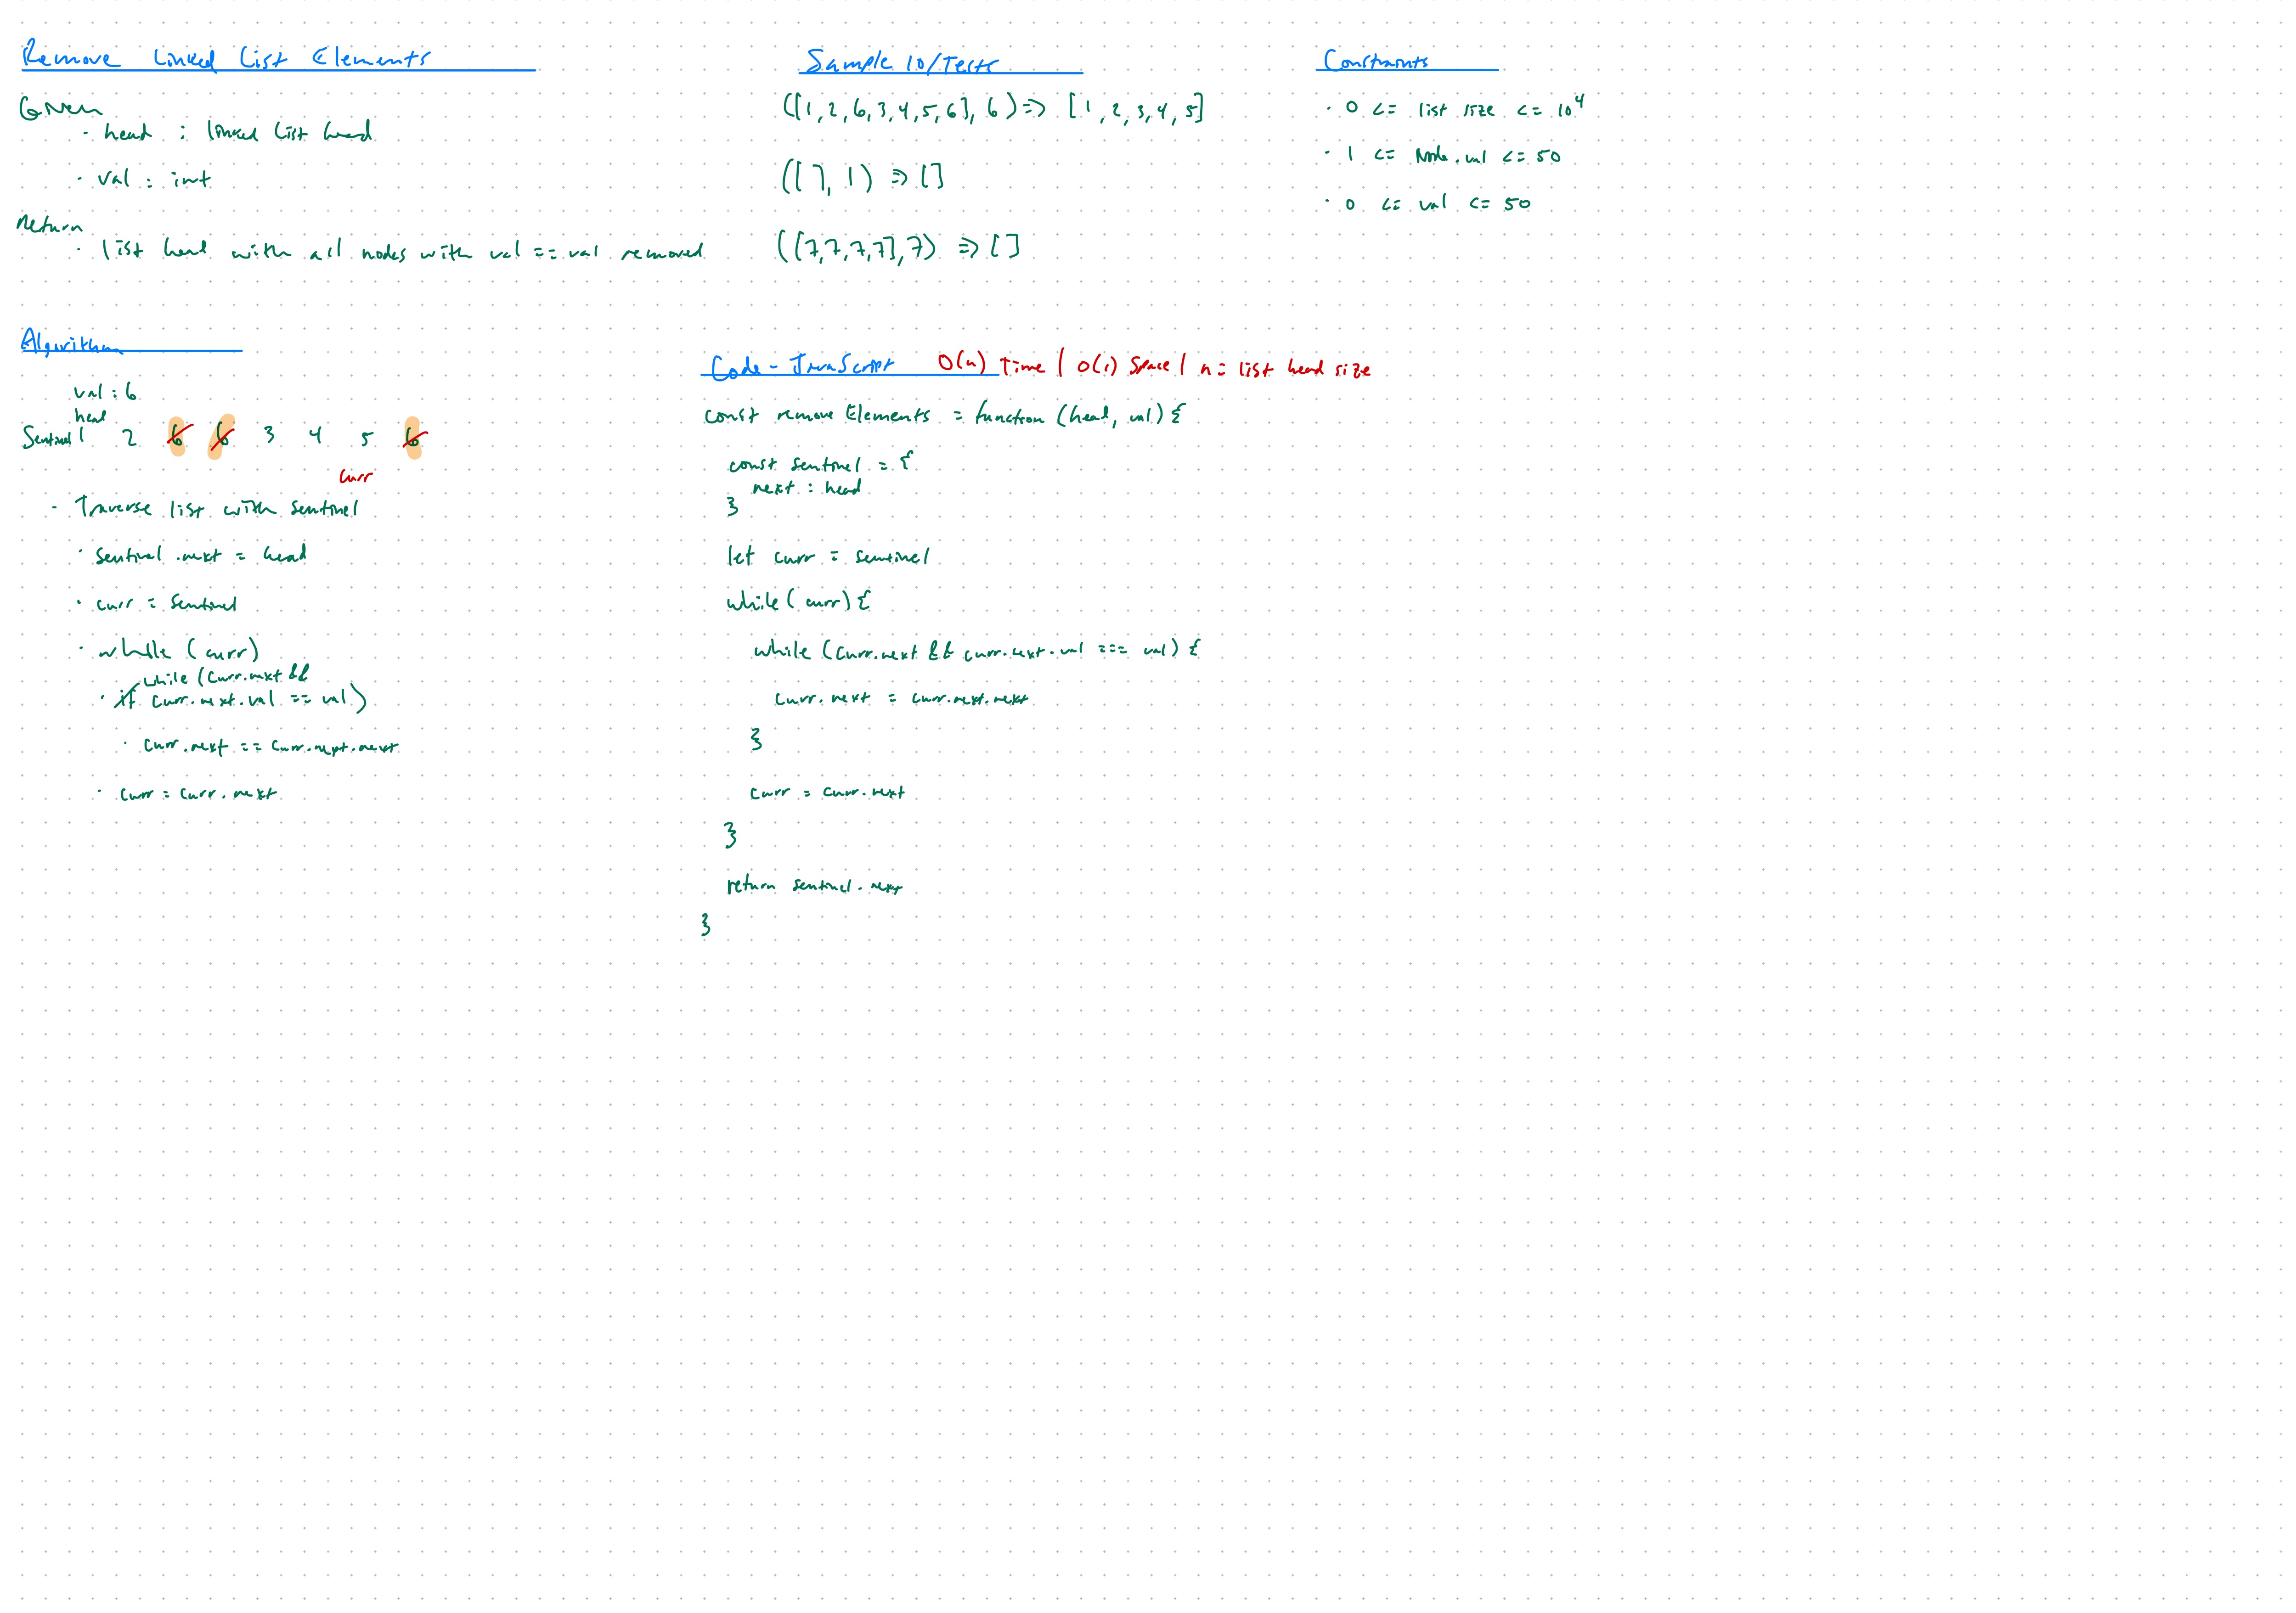 Remove Linked List Elements
Given
· head : linked list head
· val : int
Return
· list head with all nodes with val == val removed
Sample IO/Tests
([1, 2, 6, 3, 4, 5, 6], 6) => [1, 2, 3, 4, 5]
([], 1) => []
([7,7,7,7],7) => []
Constraints
· 0 <= list size <= 10⁴
· 1 <= Node.val <= 50
· 0 <= val <= 50
Algorithm
val : 6
head
Sentinel 1 2 6 6 3 4 5 6
curr
· Traverse list with sentinel
· sentinel.next = head
· curr = sentinel
· while (curr)
while (curr.next &&
· if curr.next.val == val)
· curr.next == curr.next.next
· curr = curr.next
Code - JavaScript O(n) Time | O(1) Space | n = list head size
const removeElements = function (head, val) {
const sentinel = {
next : head
}
let curr = sentinel
while (curr) {
while (curr.next && curr.next.val === val) {
curr.next = curr.next.next
}
curr = curr.next
}
return sentinel.next
}